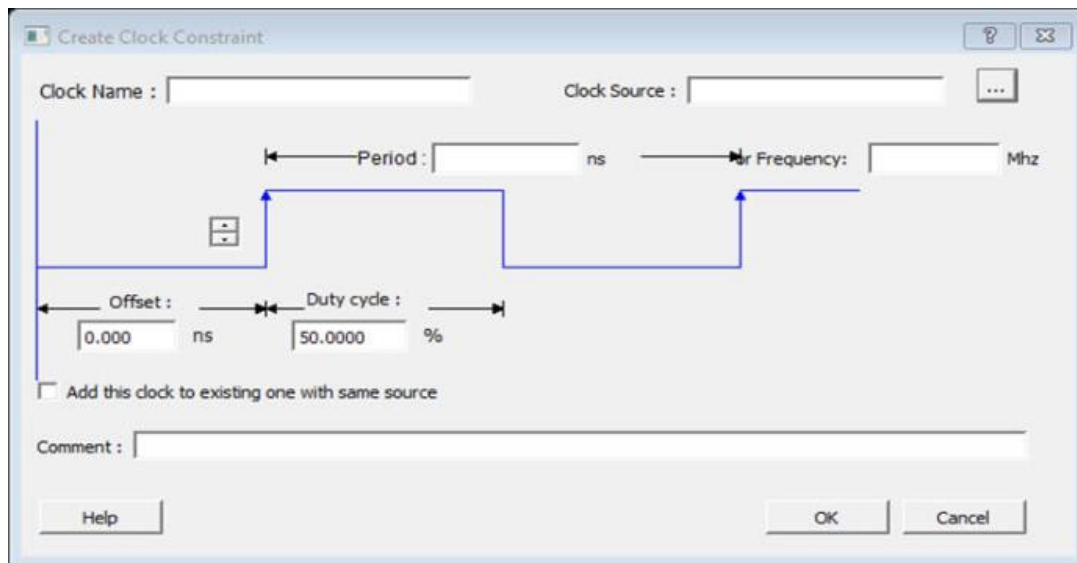 Create Clock Constraint
Clock Name : Clock Source : ...
Period : ns or Frequency: Mhz
Offset : Duty cycle :
0.000 ns 50.0000 %
Add this clock to existing one with same source
Comment :
Help OK Cancel